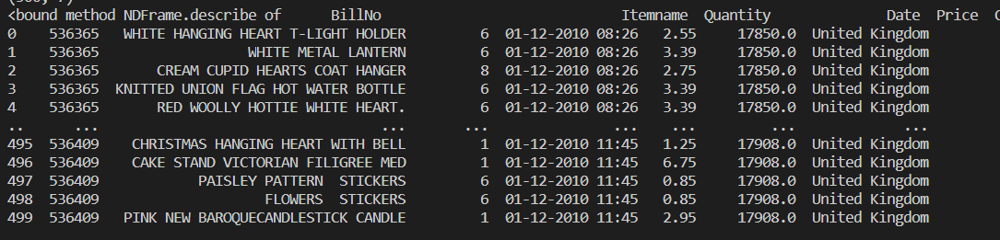 <bound method NDFrame.describe of      BillNo                             Itemname  Quantity              Date  Price
0    536365   WHITE HANGING HEART T-LIGHT HOLDER         6  01-12-2010 08:26   2.55     17850.0  United Kingdom
1    536365                  WHITE METAL LANTERN         6  01-12-2010 08:26   3.39     17850.0  United Kingdom
2    536365       CREAM CUPID HEARTS COAT HANGER         8  01-12-2010 08:26   2.75     17850.0  United Kingdom
3    536365  KNITTED UNION FLAG HOT WATER BOTTLE         6  01-12-2010 08:26   3.39     17850.0  United Kingdom
4    536365       RED WOOLLY HOTTIE WHITE HEART.         6  01-12-2010 08:26   3.39     17850.0  United Kingdom
..      ...                                  ...       ...               ...    ...         ...             ...
495  536409    CHRISTMAS HANGING HEART WITH BELL         1  01-12-2010 11:45   1.25     17908.0  United Kingdom
496  536409    CAKE STAND VICTORIAN FILIGREE MED         1  01-12-2010 11:45   6.75     17908.0  United Kingdom
497  536409            PAISLEY PATTERN  STICKERS         6  01-12-2010 11:45   0.85     17908.0  United Kingdom
498  536409                    FLOWERS  STICKERS         6  01-12-2010 11:45   0.85     17908.0  United Kingdom
499  536409   PINK NEW BAROQUECANDLESTICK CANDLE         1  01-12-2010 11:45   2.95     17908.0  United Kingdom